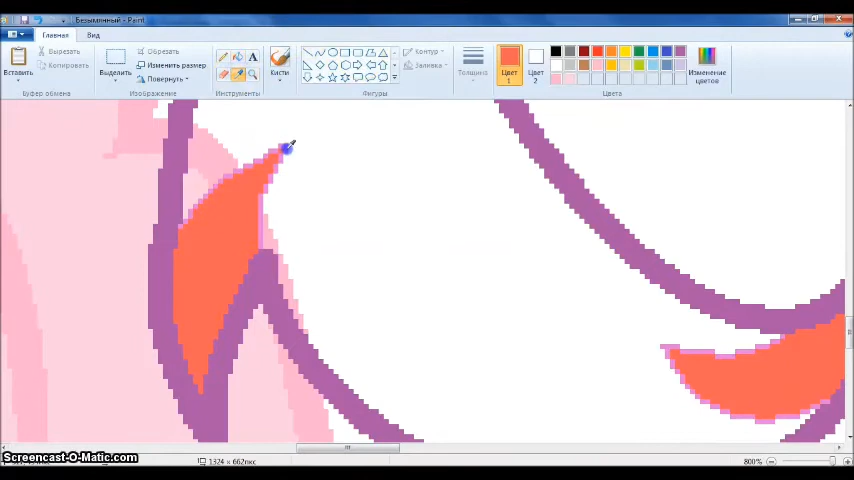 Безымянный - Paint
Главная
Вид
Вставить
Вырезать
Копировать
Буфер обмена
Выделить
Обрезать
Изменить размер
Повернуть
Изображение
A
Инструменты
Кисти
Контур
Заливка
Фигуры
Толщина
Цвет
1
Цвет
2
Изменение
цветов
Цвета
Screencast-O-Matic.com
1324 × 662пкс
800%